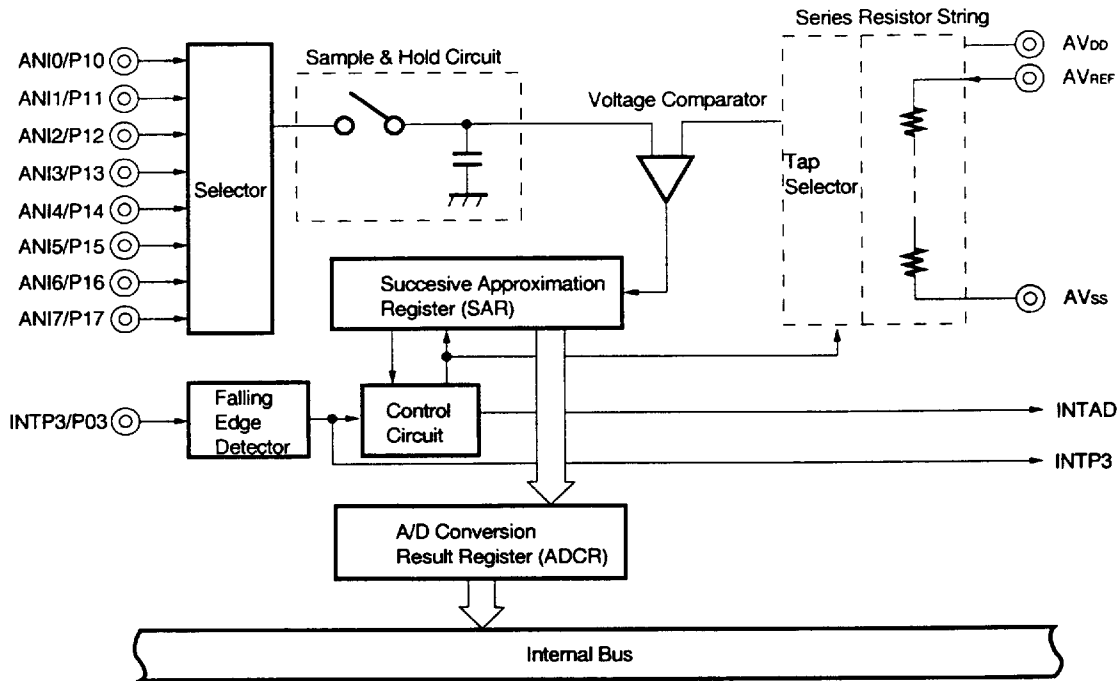 Series Resistor String
ANI0/P10
ANI1/P11
ANI2/P12
ANI3/P13
ANI4/P14
ANI5/P15
ANI6/P16
ANI7/P17
Selector
Sample & Hold Circuit
Voltage Comparator
Tap
Selector
AVDD
AVREF
AVSS
Succesive Approximation
Register (SAR)
INTP3/P03
Falling
Edge
Detector
Control
Circuit
INTAD
INTP3
A/D Conversion
Result Register (ADCR)
Internal Bus